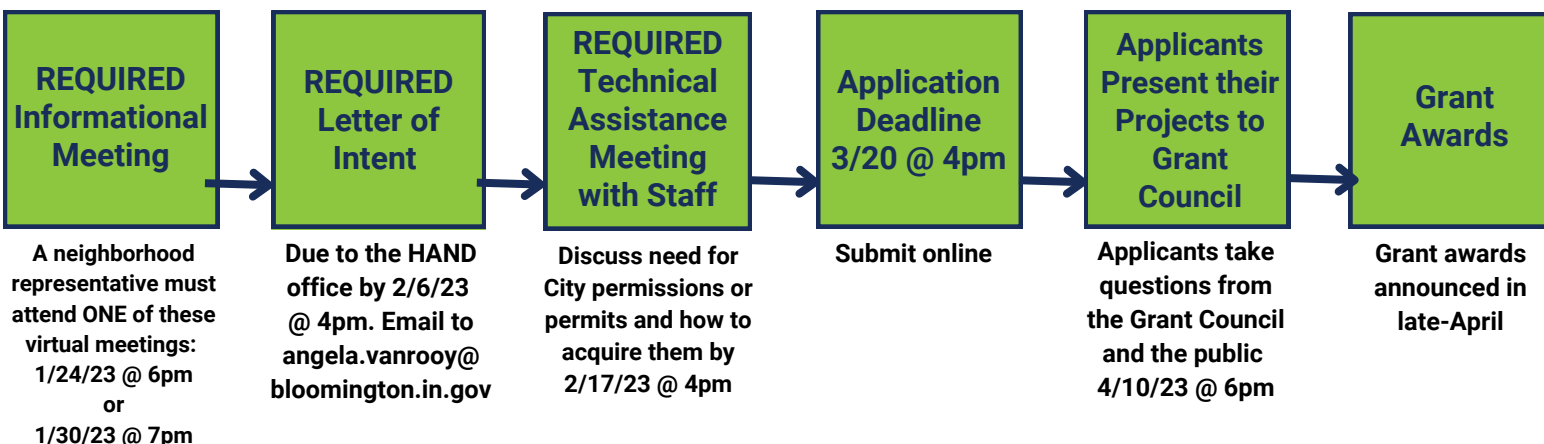 REQUIRED
Informational
Meeting
A neighborhood
representative must
attend ONE of these
virtual meetings:
1/24/23 @ 6pm
or
1/30/23 @ 7pm
REQUIRED
Letter of
Intent
Due to the HAND
office by 2/6/23
@ 4pm. Email to
angela.vanrooy@
bloomington.in.gov
REQUIRED
Technical
Assistance
Meeting
with Staff
Discuss need for
City permissions or
permits and how to
acquire them by
2/17/23 @ 4pm
Application
Deadline
3/20 @ 4pm
Submit online
Applicants
Present their
Projects to
Grant
Council
Applicants take
questions from
the Grant Council
and the public
4/10/23 @ 6pm
Grant
Awards
Grant awards
announced in
late-April